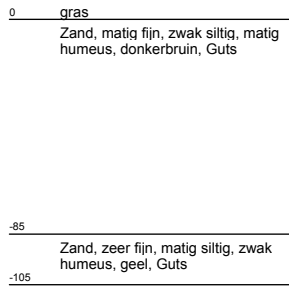 0 gras
Zand, matig fijn, zwak siltig, matig
humeus, donkerbruin, Guts
-85
Zand, zeer fijn, matig siltig, zwak
humeus, geel, Guts
-105